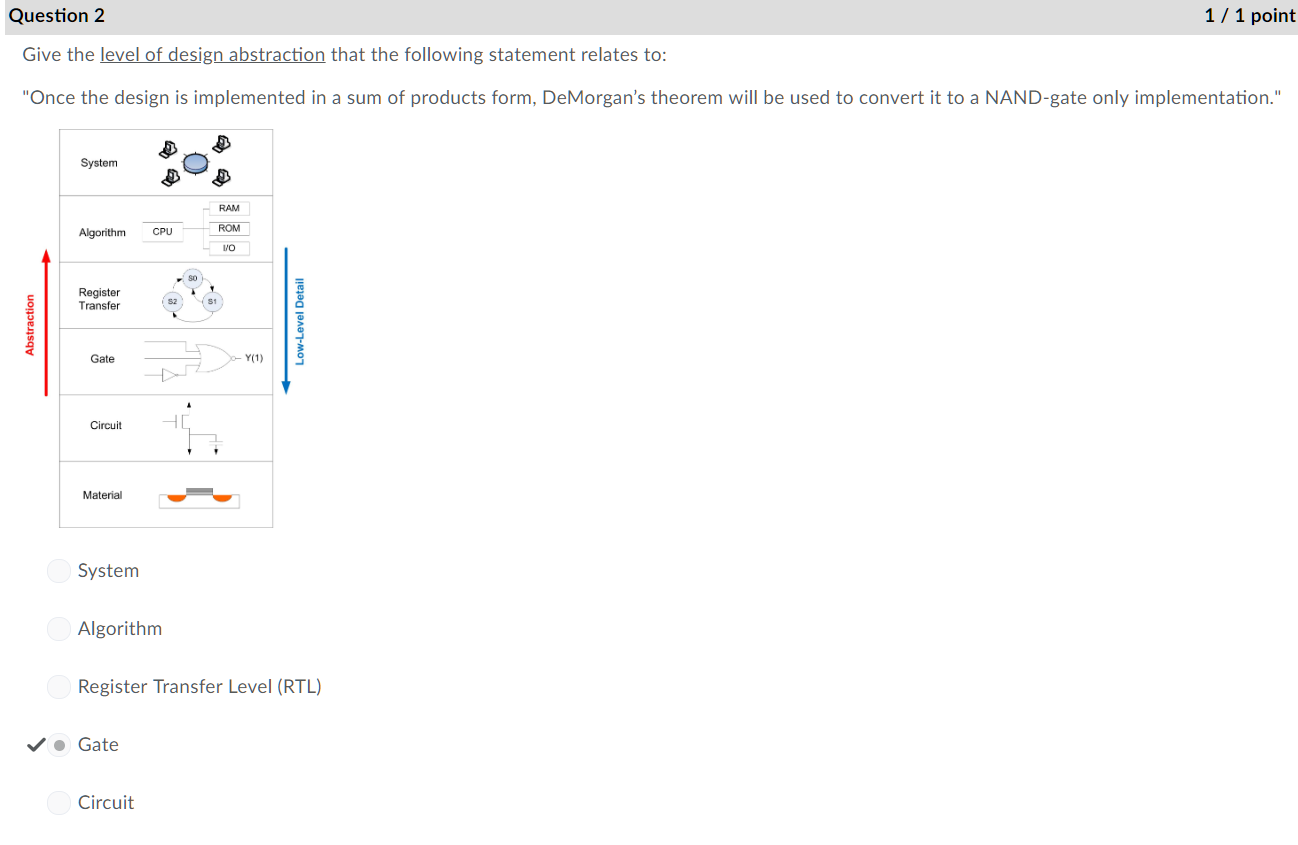 Question 2
1 / 1 point
Give the level of design abstraction that the following statement relates to:
"Once the design is implemented in a sum of products form, DeMorgan’s theorem will be used to convert it to a NAND-gate only implementation."
System
Algorithm
CPU
RAM
ROM
I/O
Register
Transfer
S0
S2
S1
Gate
Y(1)
Circuit
Material
Abstraction
Low-Level Detail
System
Algorithm
Register Transfer Level (RTL)
Gate
Circuit